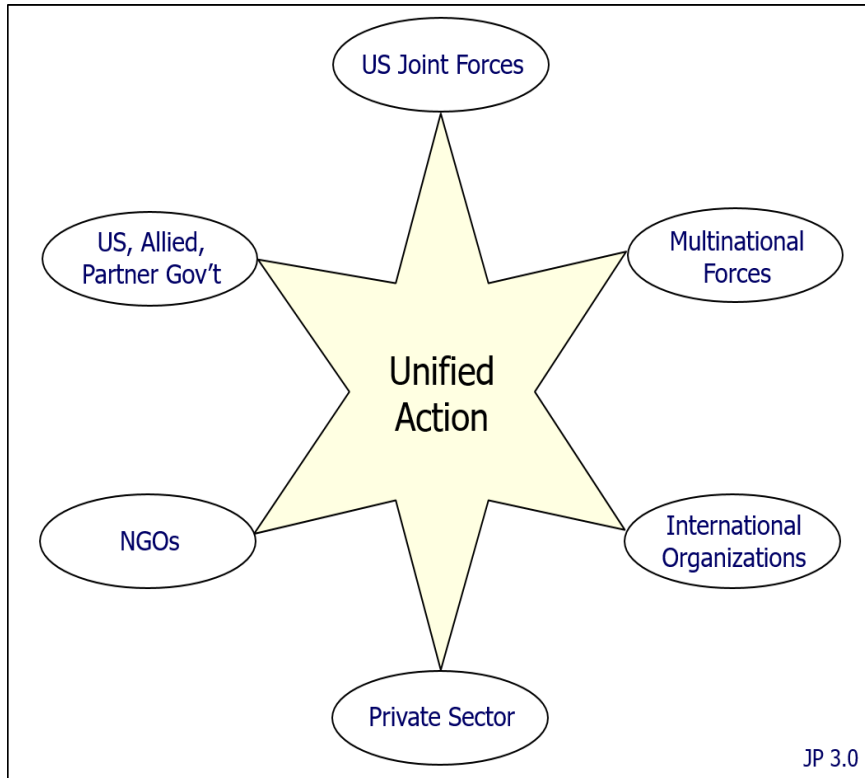 US Joint Forces
US, Allied,
Partner Gov't
Multinational
Forces
Unified
Action
NGOs
International
Organizations
Private Sector
JP 3.0